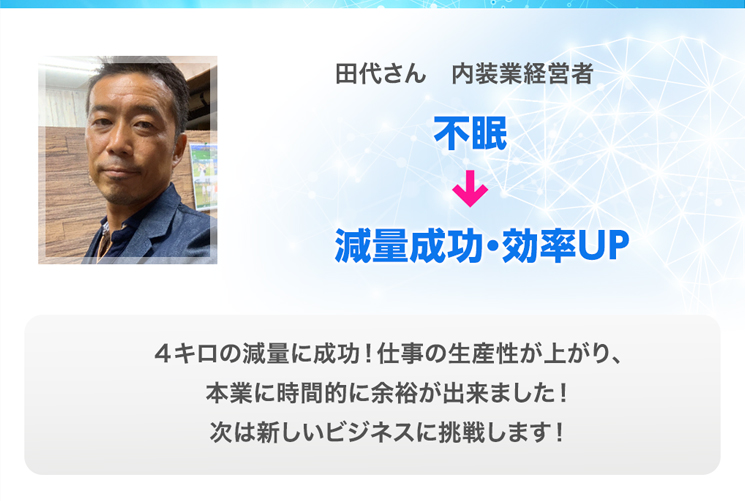 田代さん　内装業経営者
不眠
減量成功・効率UP
4キロの減量に成功！仕事の生産性が上がり、
本業に時間的に余裕が出来ました！
次は新しいビジネスに挑戦します！